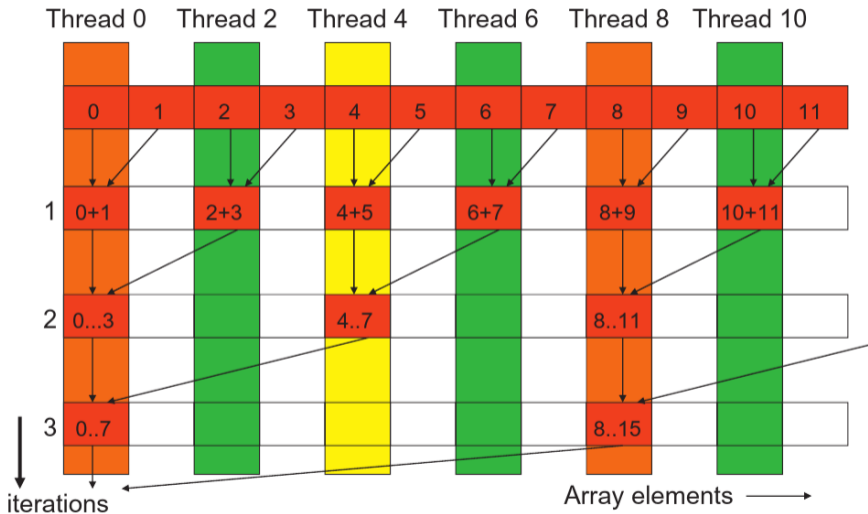 Thread 0 Thread 2 Thread 4 Thread 6 Thread 8 Thread 10
0 1 2 3 4 5 6 7 8 9 10 11
1 0+1 2+3 4+5 6+7 8+9 10+11
2 0...3 4..7 8..11
3 0..7 8..15
iterations Array elements